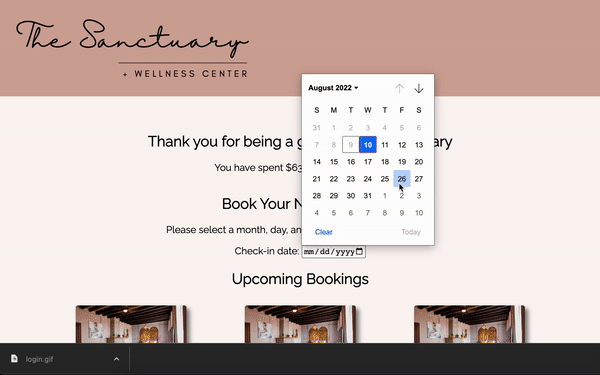 The Sanctuary
+ WELLNESS CENTER
Thank you for being a g
ary
You have spent $63
Book Your N
Please select a month, day, an
Check-in date: mm/dd/yyyy
August 2022
S M T W T F S
31 1 2 3 4 5 6
7 8 9 10 11 12 13
14 15 16 17 18 19 20
21 22 23 24 25 26 27
28 29 30 31 1 2 3
4 5 6 7 8 9 10
Clear Today
Upcoming Bookings
login.gif